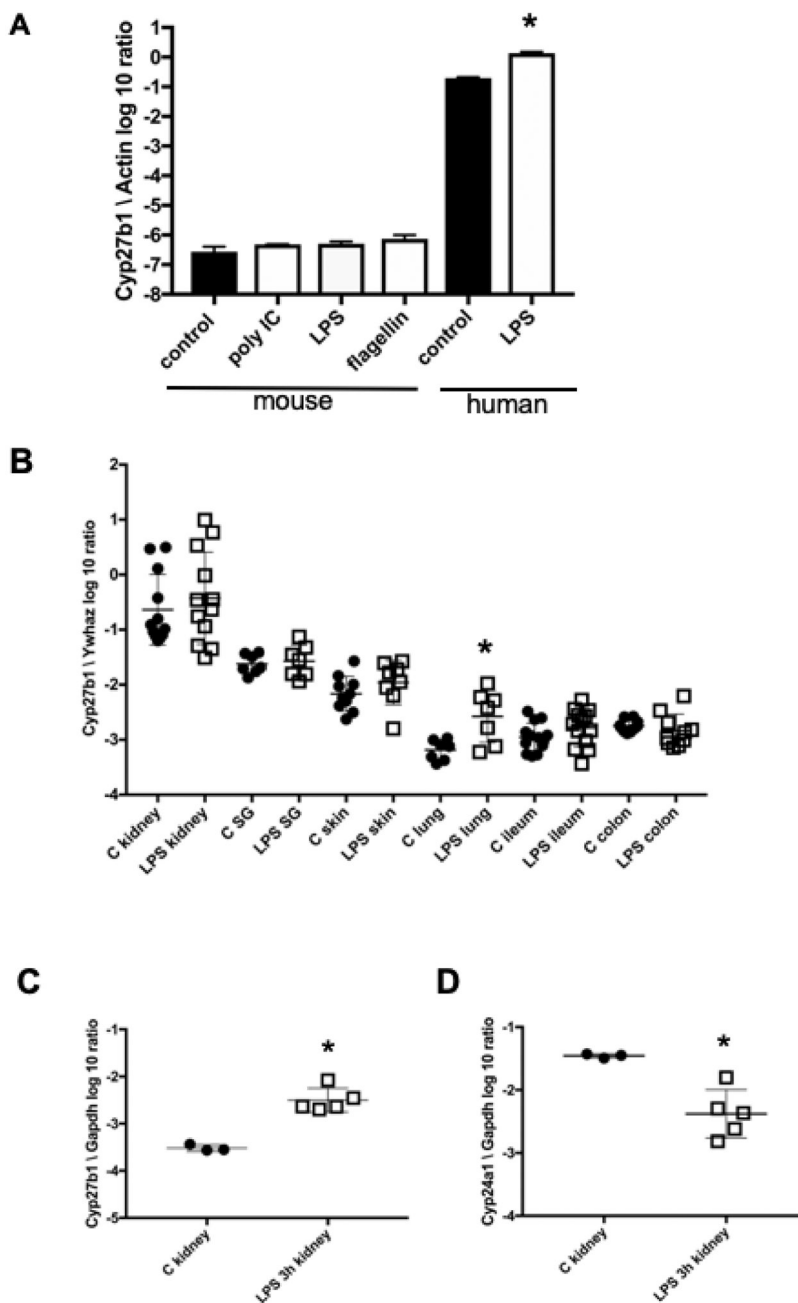 A
Cyp27b1 \ Actin log 10 ratio
1
0
-1
-2
-3
-4
-5
-6
-7
-8
*
control
poly IC
LPS
flagellin
control
LPS
mouse
human
B
Cyp27b1 \ Ywhaz log 10 ratio
2
1
0
-1
-2
-3
-4
*
C kidney
LPS kidney
C SG
LPS SG
C skin
LPS skin
C lung
LPS lung
C ileum
LPS ileum
C colon
LPS colon
C
Cyp27b1 \ Gapdh log 10 ratio
-1
-2
-3
-4
-5
*
C kidney
LPS 3h kidney
D
Cyp24a1 \ Gapdh log 10 ratio
-1
-2
-3
-4
*
C kidney
LPS 3h kidney